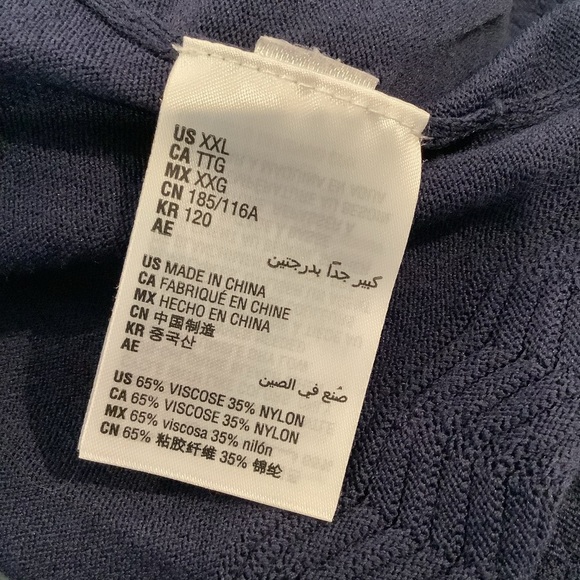 US XXL
CA TTG
MX XXG
CN 185/116A
KR 120
AE
كبير جدًا بدرجتين
US MADE IN CHINA
CA FABRIQUÉ EN CHINE
MX HECHO EN CHINA
CN 中国制造
KR 중국산
AE
صُنع في الصين
US 65% VISCOSE 35% NYLON
CA 65% VISCOSE 35% NYLON
MX 65% viscosa 35% nilón
CN 65% 粘胶纤维 35% 锦纶